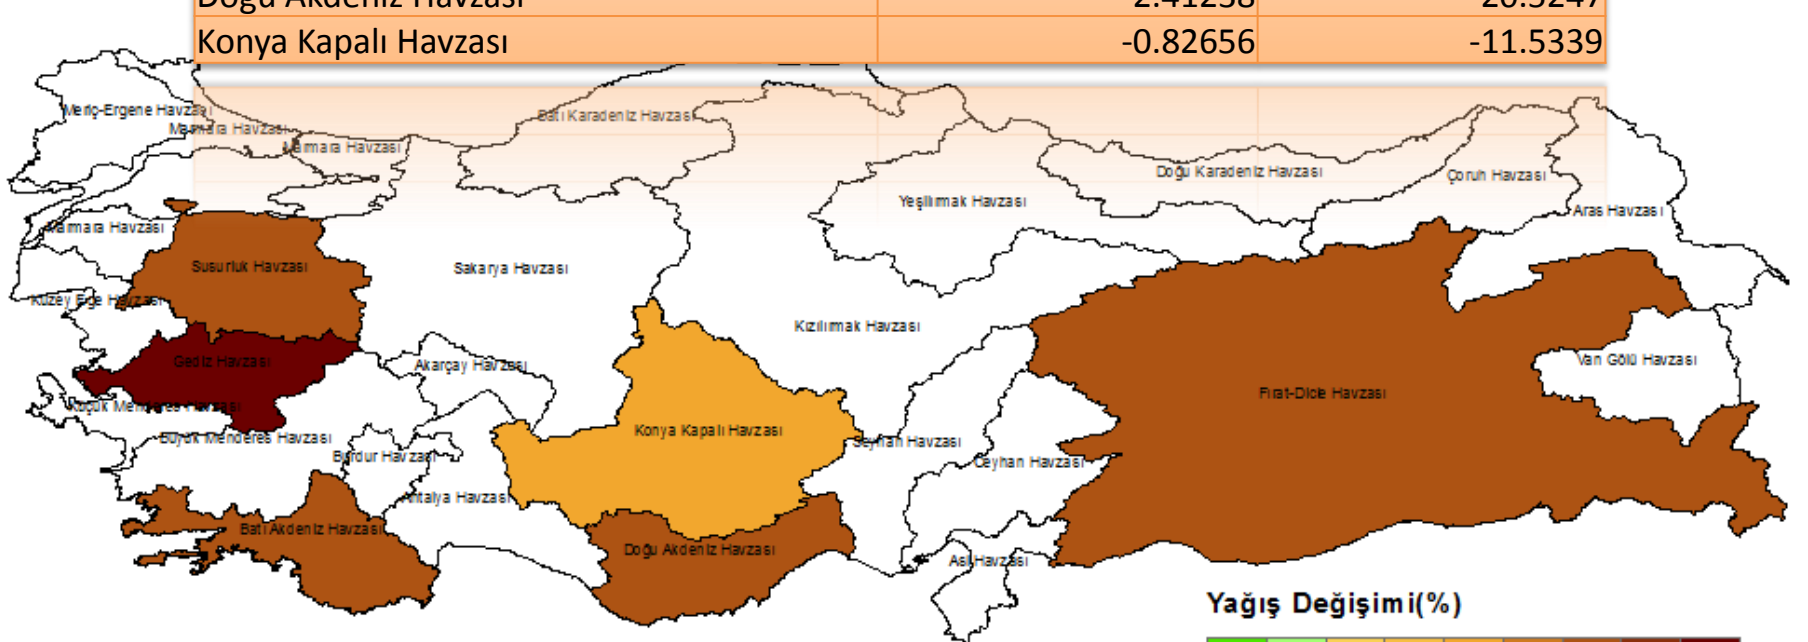 Konya Kapalı Havzası -0.82656 -11.5339
Meriç-Ergene Havzası
Marmara Havzası
Batı Karadeniz Havzası
Marmara Havzası
Doğu Karadeniz Havzası
Çoruh Havzası
Yeşilırmak Havzası
Aras Havzası
Marmara Havzası
Susurluk Havzası
Sakarya Havzası
Kuzey Ege Havzası
Kızılırmak Havzası
Gediz Havzası
Akarçay Havzası
Van Gölü Havzası
Fırat-Dicle Havzası
Küçük Menderes Havzası
Konya Kapalı Havzası
Büyük Menderes Havzası
Seyhan Havzası
Burdur Havzası
Ceyhan Havzası
Antalya Havzası
Batı Akdeniz Havzası
Doğu Akdeniz Havzası
Asi Havzası
Yağış Değişimi(%)